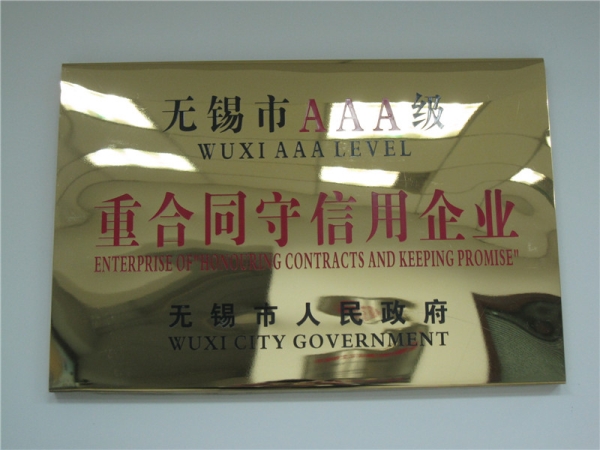 无锡市AAA级
WUXI AAA LEVEL
重合同守信用企业
ENTERPRISE OF "HONOURING CONTRACTS AND KEEPING PROMISE"
无锡市人民政府
WUXI CITY GOVERNMENT